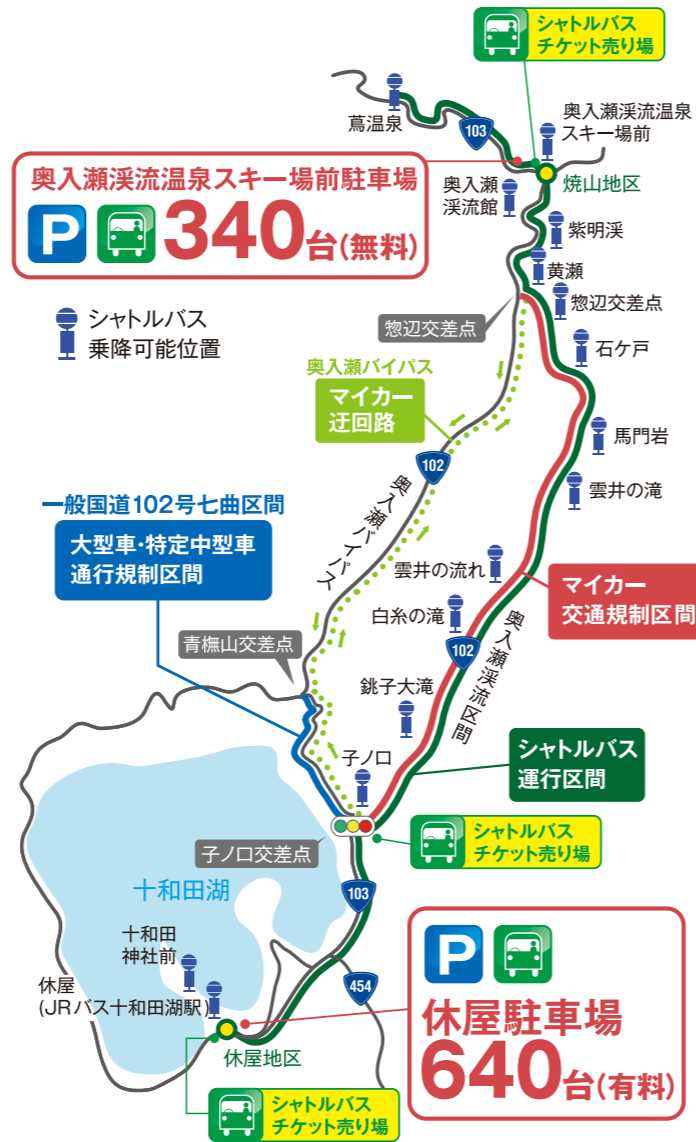 シャトルバス
チケット売り場
蔦温泉
103
奥入瀬渓流温泉
スキー場前
奥入瀬渓流温泉スキー場前駐車場
P 340台(無料)
奥入瀬
渓流館
焼山地区
紫明渓
黄瀬
惣辺交差点
シャトルバス
乗降可能位置
惣辺交差点
石ケ戸
奥入瀬バイパス
マイカー
迂回路
馬門岩
102
雲井の滝
一般国道102号七曲区間
大型車・特定中型車
通行規制区間
奥入瀬バイパス
雲井の流れ
マイカー
交通規制区間
白糸の滝
青橅山交差点
102
奥入瀬渓流区間
銚子大滝
シャトルバス
運行区間
子ノ口
シャトルバス
チケット売り場
子ノ口交差点
十和田湖
103
十和田
神社前
P
休屋
(JRバス十和田湖駅)
454
休屋駐車場
640台(有料)
休屋地区
シャトルバス
チケット売り場